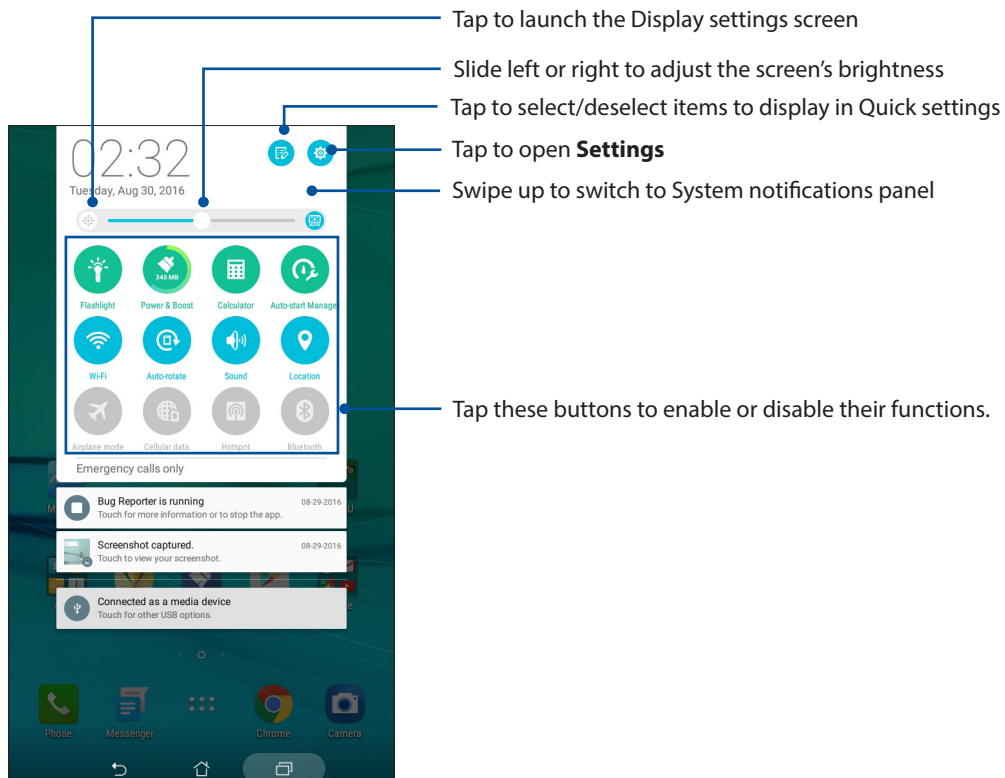 Tap to launch the Display settings screen
Slide left or right to adjust the screen's brightness
Tap to select/deselect items to display in Quick settings
Tap to open Settings
Swipe up to switch to System notifications panel
02:32
Tuesday, Aug 30, 2016
AUTO
345 MB
Flashlight Power & Boost Calculator Auto-start Manage
Wi-Fi Auto-rotate Sound Location
Airplane mode Cellular data Hotspot Bluetooth
Tap these buttons to enable or disable their functions.
Emergency calls only
Bug Reporter is running 08-29-2016
Touch for more information or to stop the app.
Screenshot captured. 08-29-2016
Touch to view your screenshot.
Connected as a media device
Touch for other USB options.
Phone Messenger Chrome Camera